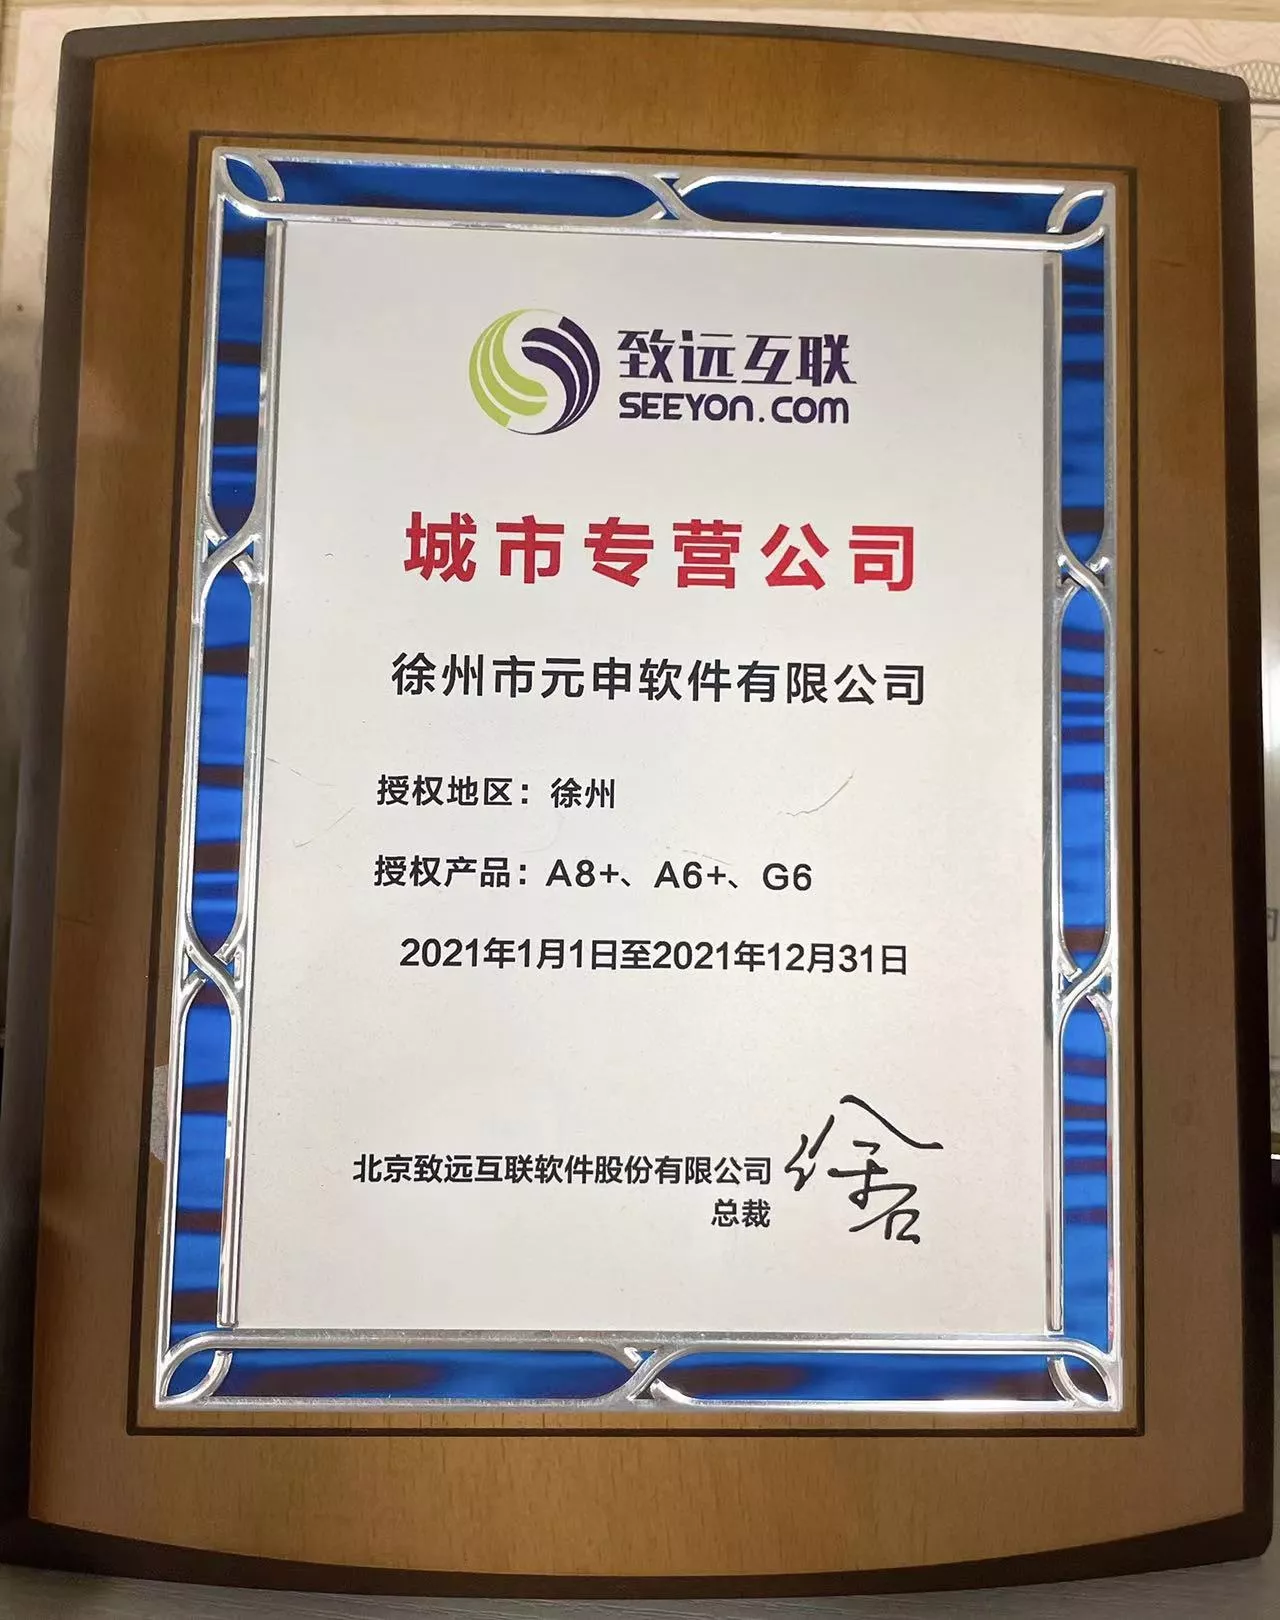 致远互联
SEEYON.COM
城市专营公司
徐州市元申软件有限公司
授权地区：徐州
授权产品：A8+、A6+、G6
2021年1月1日至2021年12月31日
北京致远互联软件股份有限公司
总裁
徐石